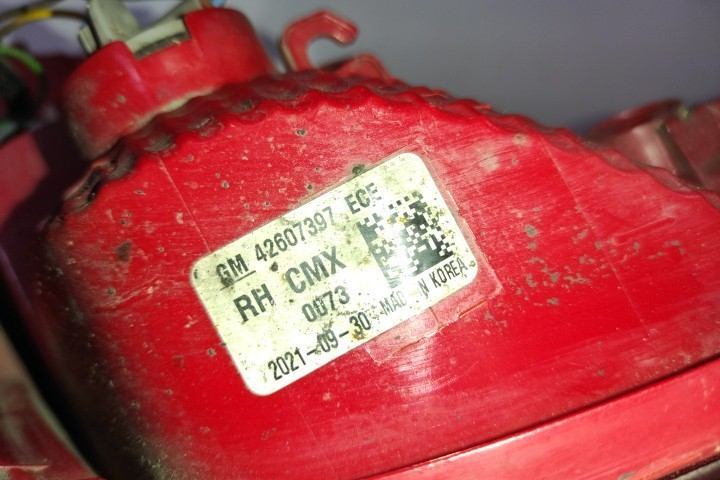 GM 42607397 ECE
RH CMX
0073
2021-09-30 MADE IN KOREA